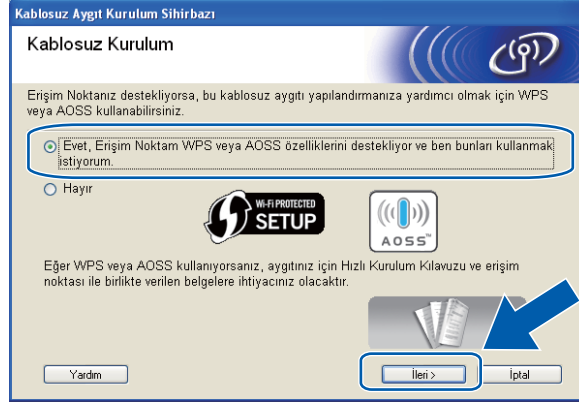 Kablosuz Aygıt Kurulum Sihirbazı
Kablosuz Kurulum
Erişim Noktanız destekliyorsa, bu kablosuz aygıtı yapılandırmanıza yardımcı olmak için WPS
veya AOSS kullanabilirsiniz.
Evet, Erişim Noktam WPS veya AOSS özelliklerini destekliyor ve ben bunları kullanmak
istiyorum.
Hayır
Wi-Fi PROTECTED
SETUP
AOSS™
Eğer WPS veya AOSS kullanıyorsanız, aygıtınız için Hızlı Kurulum Kılavuzu ve erişim
noktası ile birlikte verilen belgelere ihtiyacınız olacaktır.
Yardım
İleri >
İptal